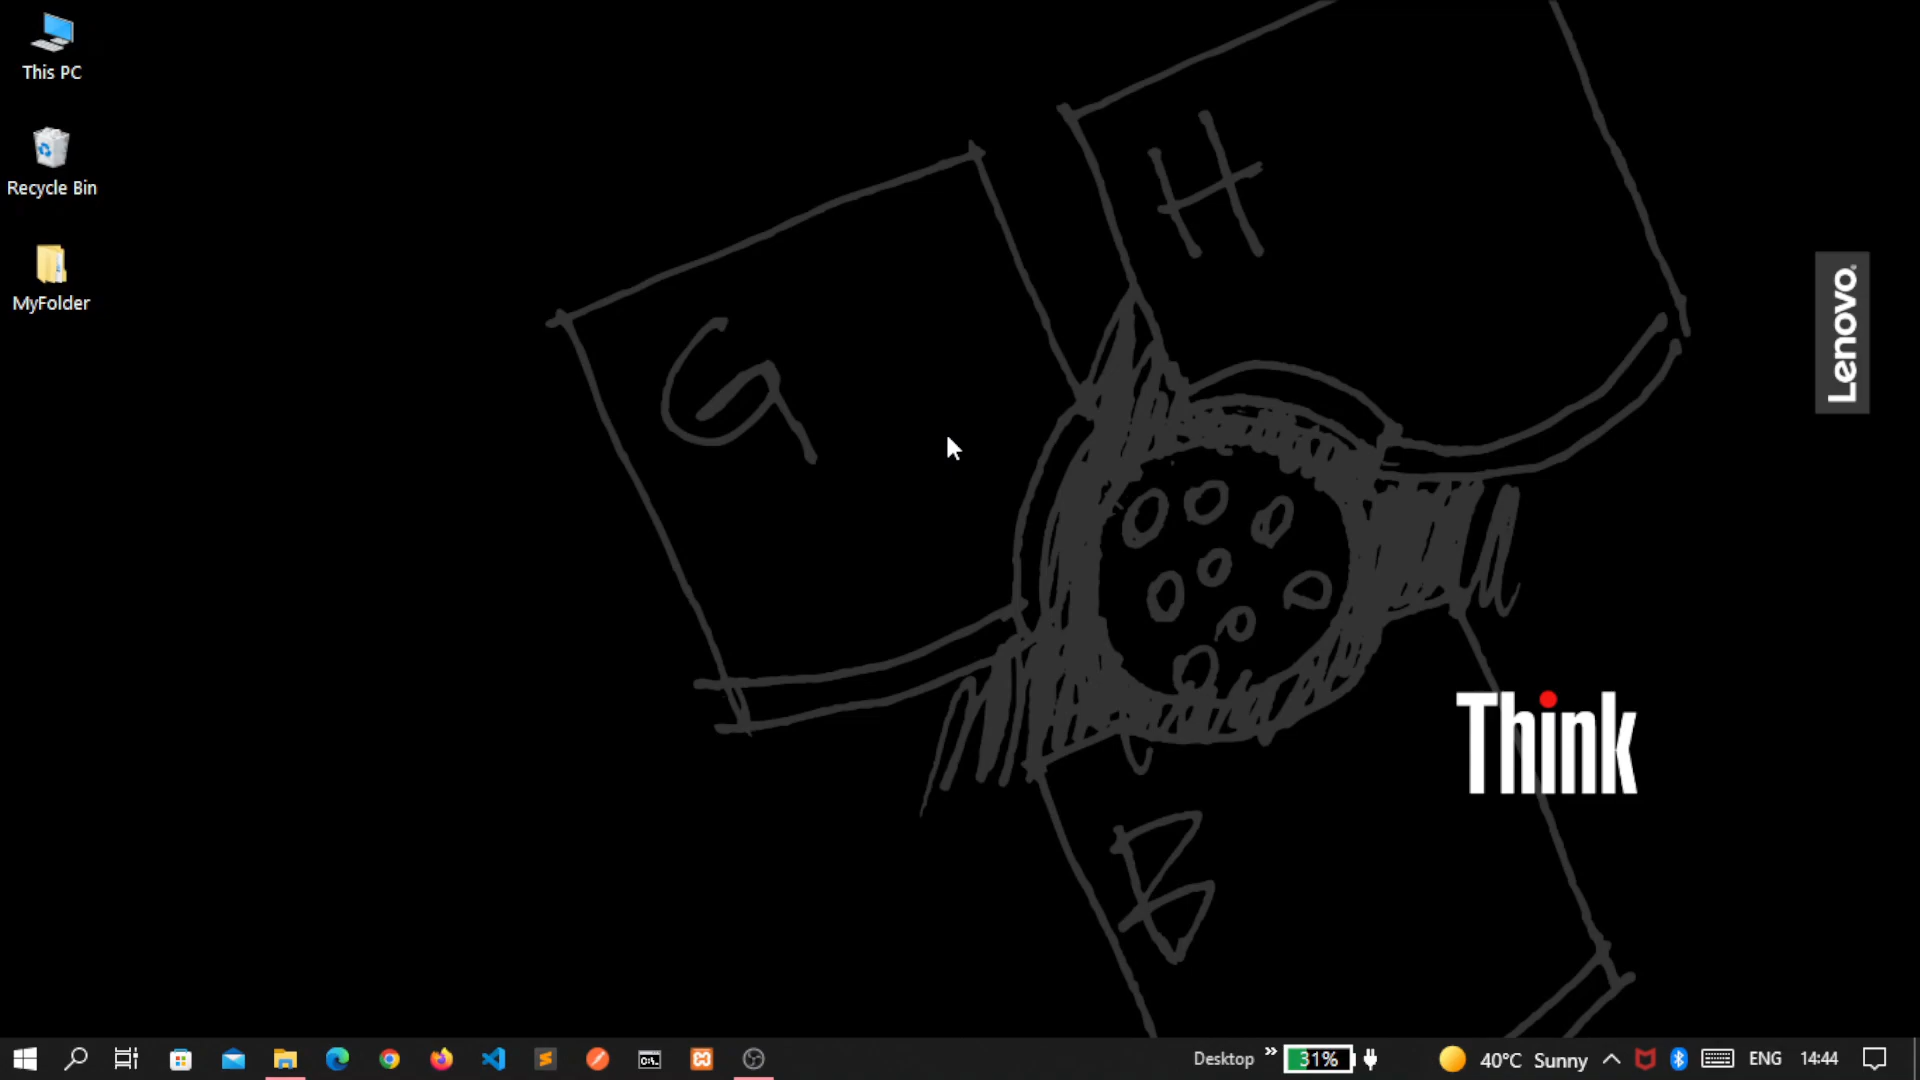 This PC
Recycle Bin
MyFolder
G
H
B
Lenovo.
Think
Desktop
31%
40°C Sunny
ENG
14:44